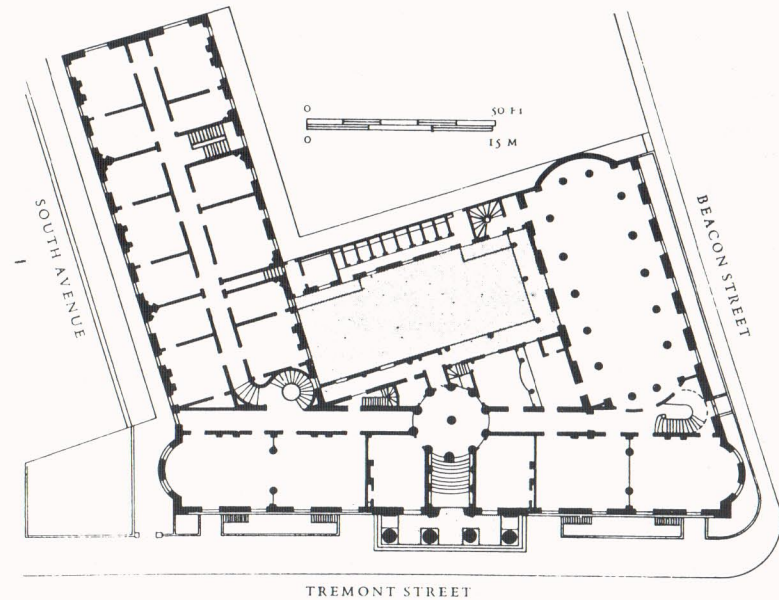 0 50 FT
0 15 M
SOUTH AVENUE
BEACON STREET
TREMONT STREET